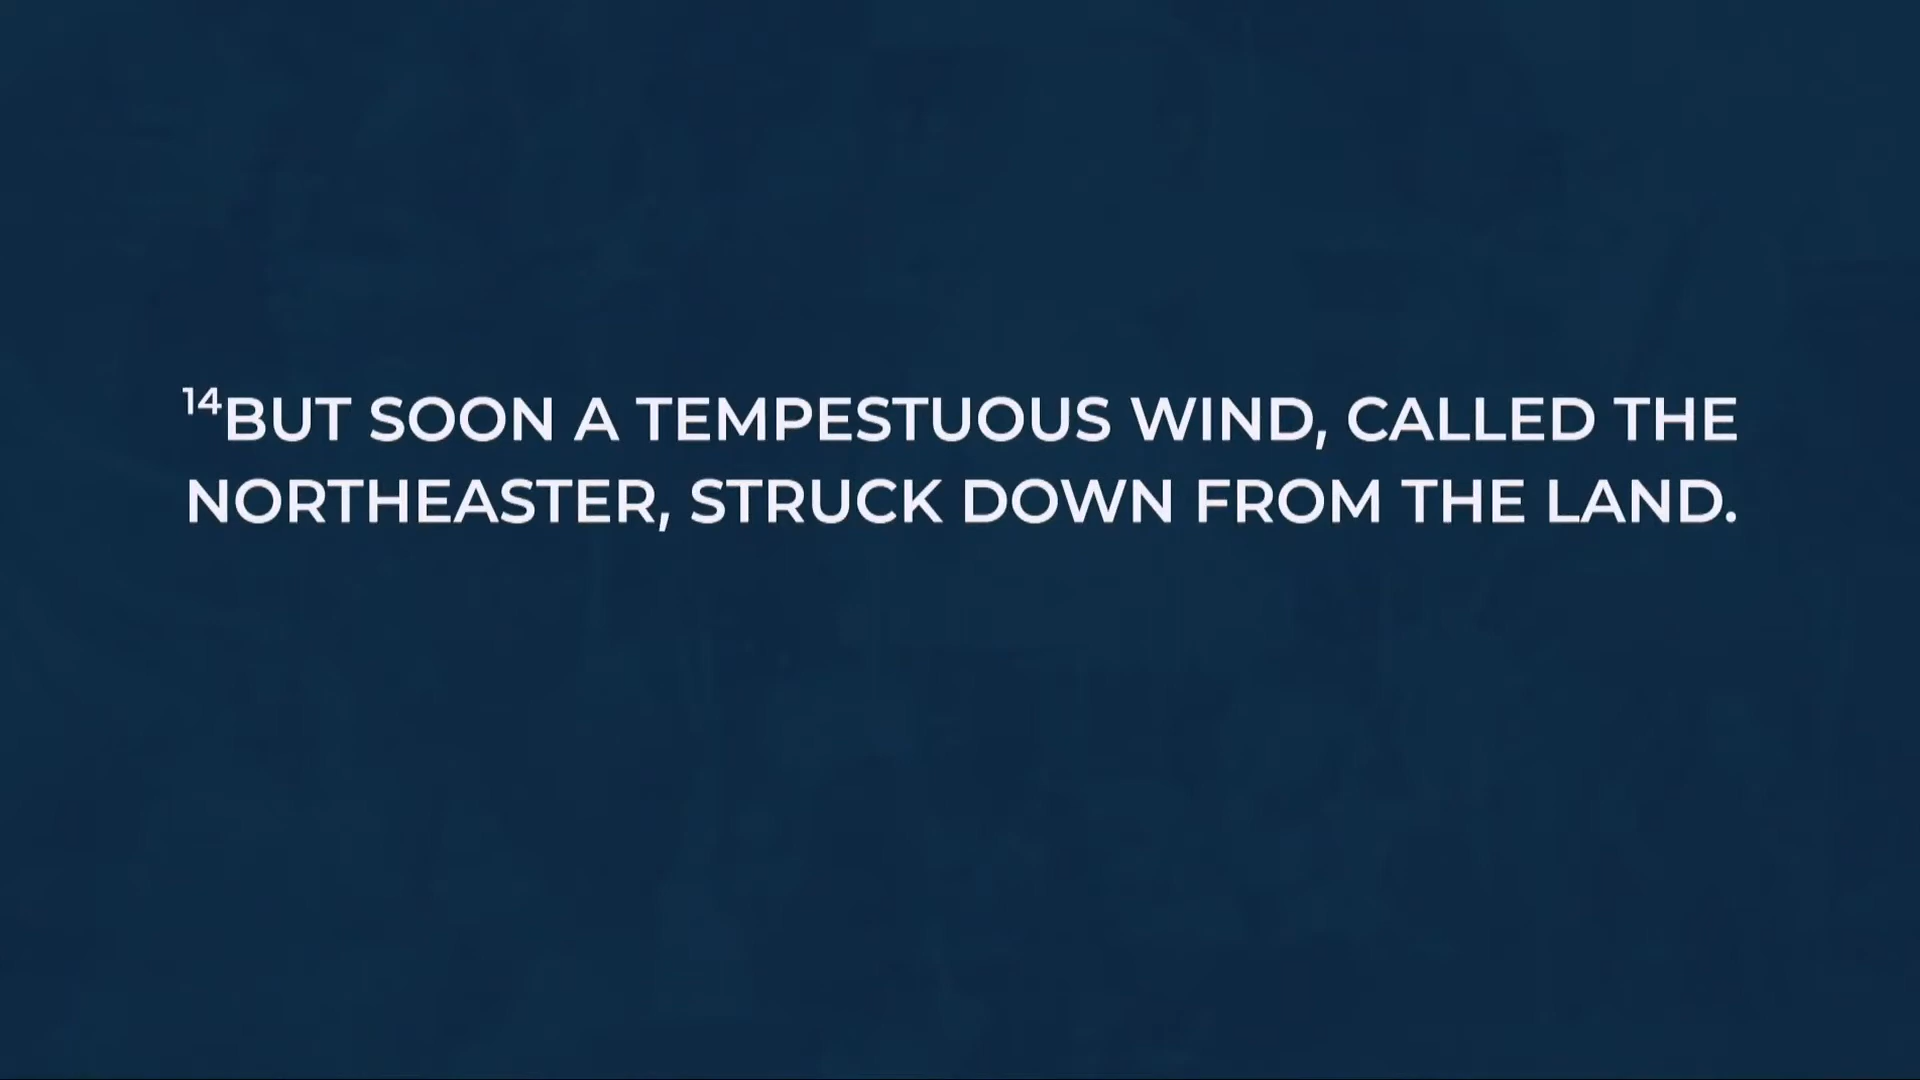 14BUT SOON A TEMPESTUOUS WIND, CALLED THE
NORTHEASTER, STRUCK DOWN FROM THE LAND.